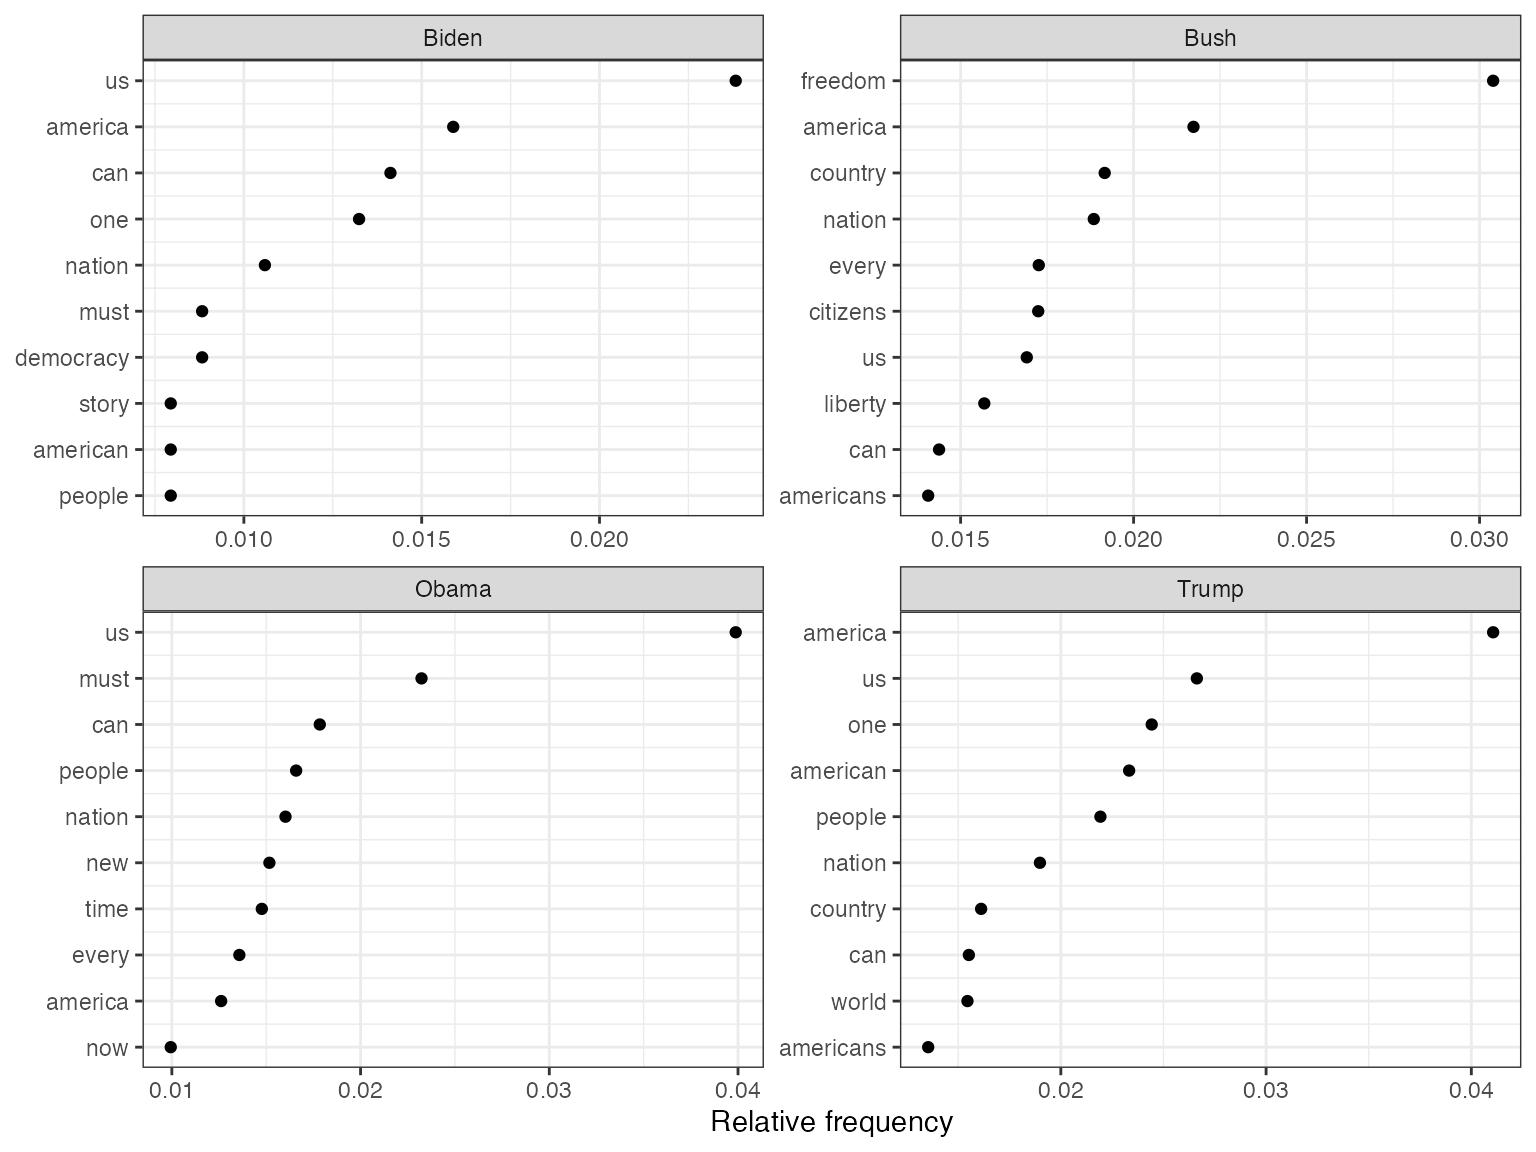 Biden
us
america
can
one
nation
must
democracy
story
american
people
0.010 0.015 0.020
Bush
freedom
america
country
nation
every
citizens
us
liberty
can
americans
0.015 0.020 0.025 0.030
Obama
us
must
can
people
nation
new
time
every
america
now
0.01 0.02 0.03 0.04
Trump
america
us
one
american
people
nation
country
can
world
americans
0.02 0.03 0.04
Relative frequency